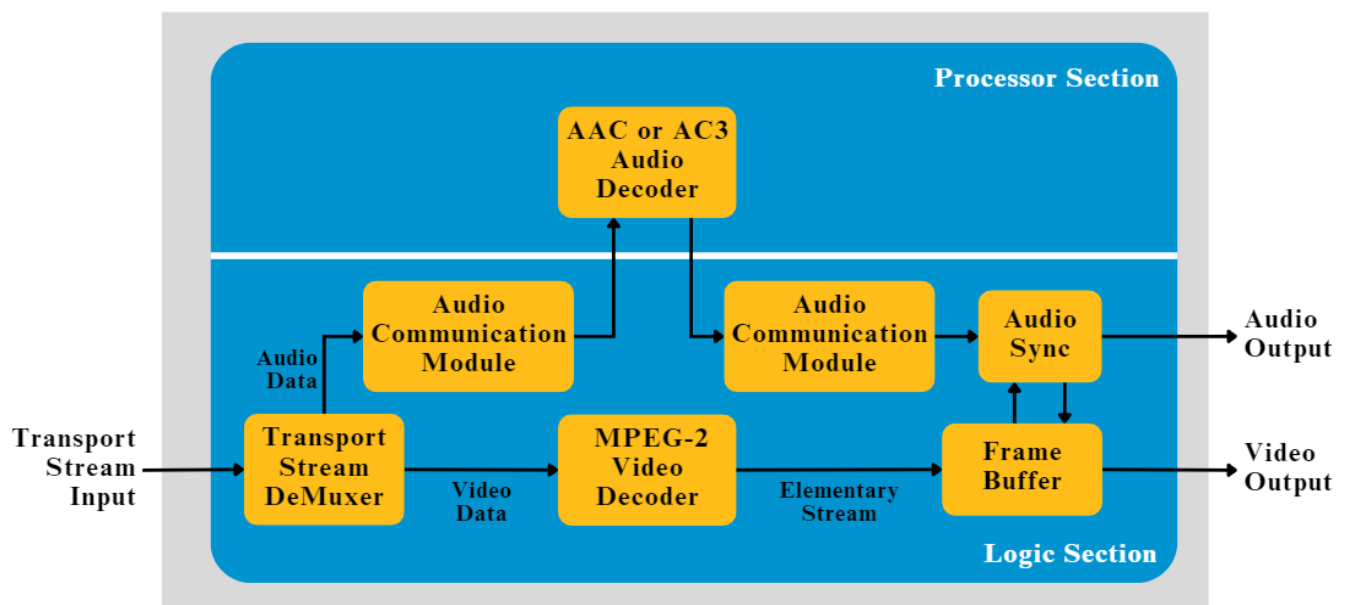 Processor Section
AAC or AC3
Audio
Decoder
Audio
Communication
Module
Audio
Communication
Module
Audio
Sync
Audio
Output
Audio
Data
Transport
Stream
Input
Transport
Stream
DeMuxer
Video
Data
MPEG-2
Video
Decoder
Elementary
Stream
Frame
Buffer
Video
Output
Logic Section